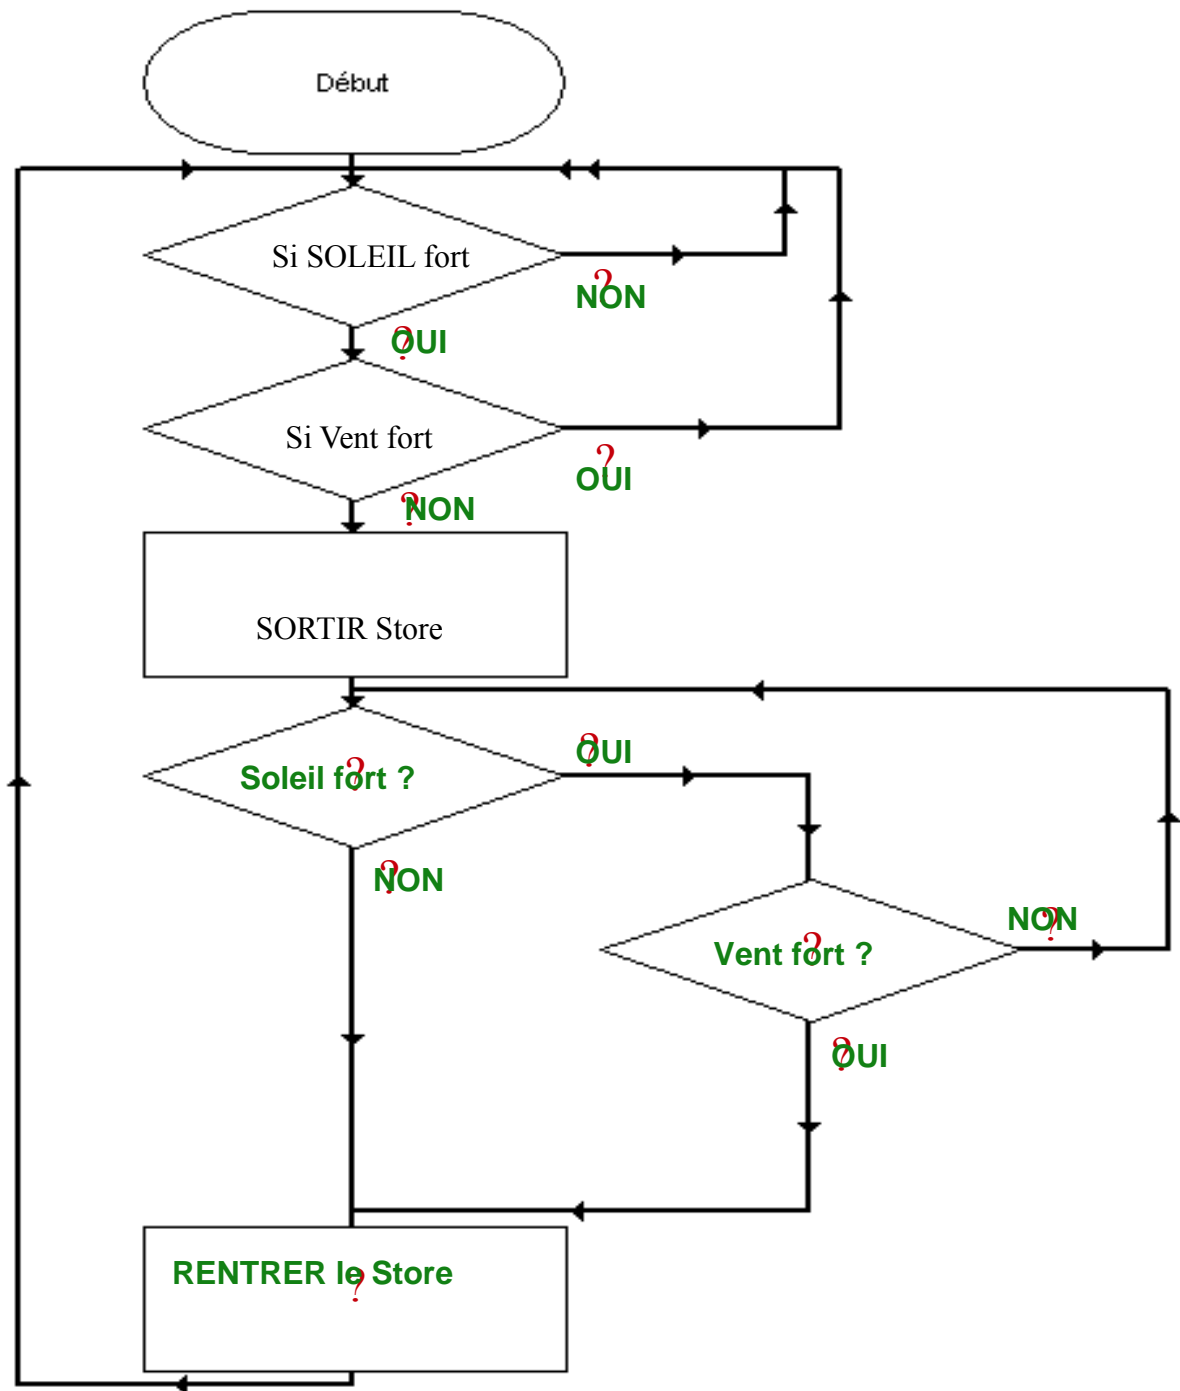 Début
Si SOLEIL fort
?
NON
?
OUI
Si Vent fort
?
OUI
?
NON
SORTIR Store
?
OUI
Soleil fort ?
?
?
NON
?
NON
Vent fort ?
?
?
OUI
RENTRER le Store
?